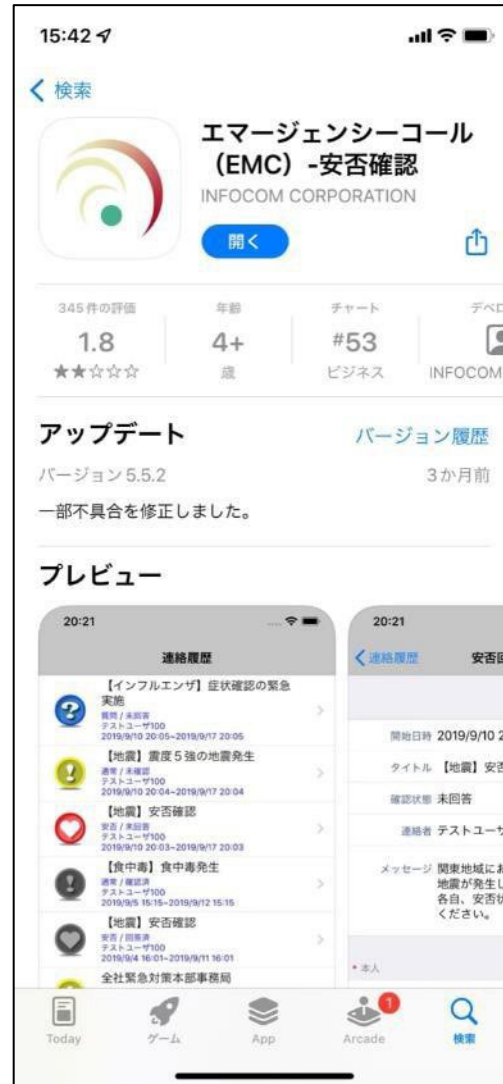 15:42
検索
エマージェンシーコール
（EMC）-安否確認
INFOCOM CORPORATION
開く
345件の評価
1.8
★★☆☆☆
年齢
4+
歳
チャート
#53
ビジネス
デベロ
INFOCOM
アップデート
バージョン履歴
バージョン 5.5.2
3か月前
一部不具合を修正しました。
プレビュー
20:21
連絡履歴
【インフルエンザ】症状確認の緊急
実施
質問 / 未回答
テストユーザ100
2019/9/10 20:05~2019/9/17 20:05
【地震】震度５強の地震発生
通常 / 未確認
テストユーザ100
2019/9/10 20:04~2019/9/17 20:04
【地震】安否確認
安否 / 未回答
テストユーザ100
2019/9/10 20:03~2019/9/17 20:03
【食中毒】食中毒発生
通常 / 確認済
テストユーザ100
2019/9/5 15:15~2019/9/12 15:15
【地震】安否確認
安否 / 回答済
テストユーザ100
2019/9/4 16:01~2019/9/11 16:01
全社緊急対策本部事務局
20:21
連絡履歴
安否回
開始日時 2019/9/10 2
タイトル 【地震】安否
確認状態 未回答
連絡者 テストユーザ
メッセージ 関東地域にお
地震が発生し
各自、安否状
ください。
* 本人
Today
ゲーム
App
Arcade
1
検索